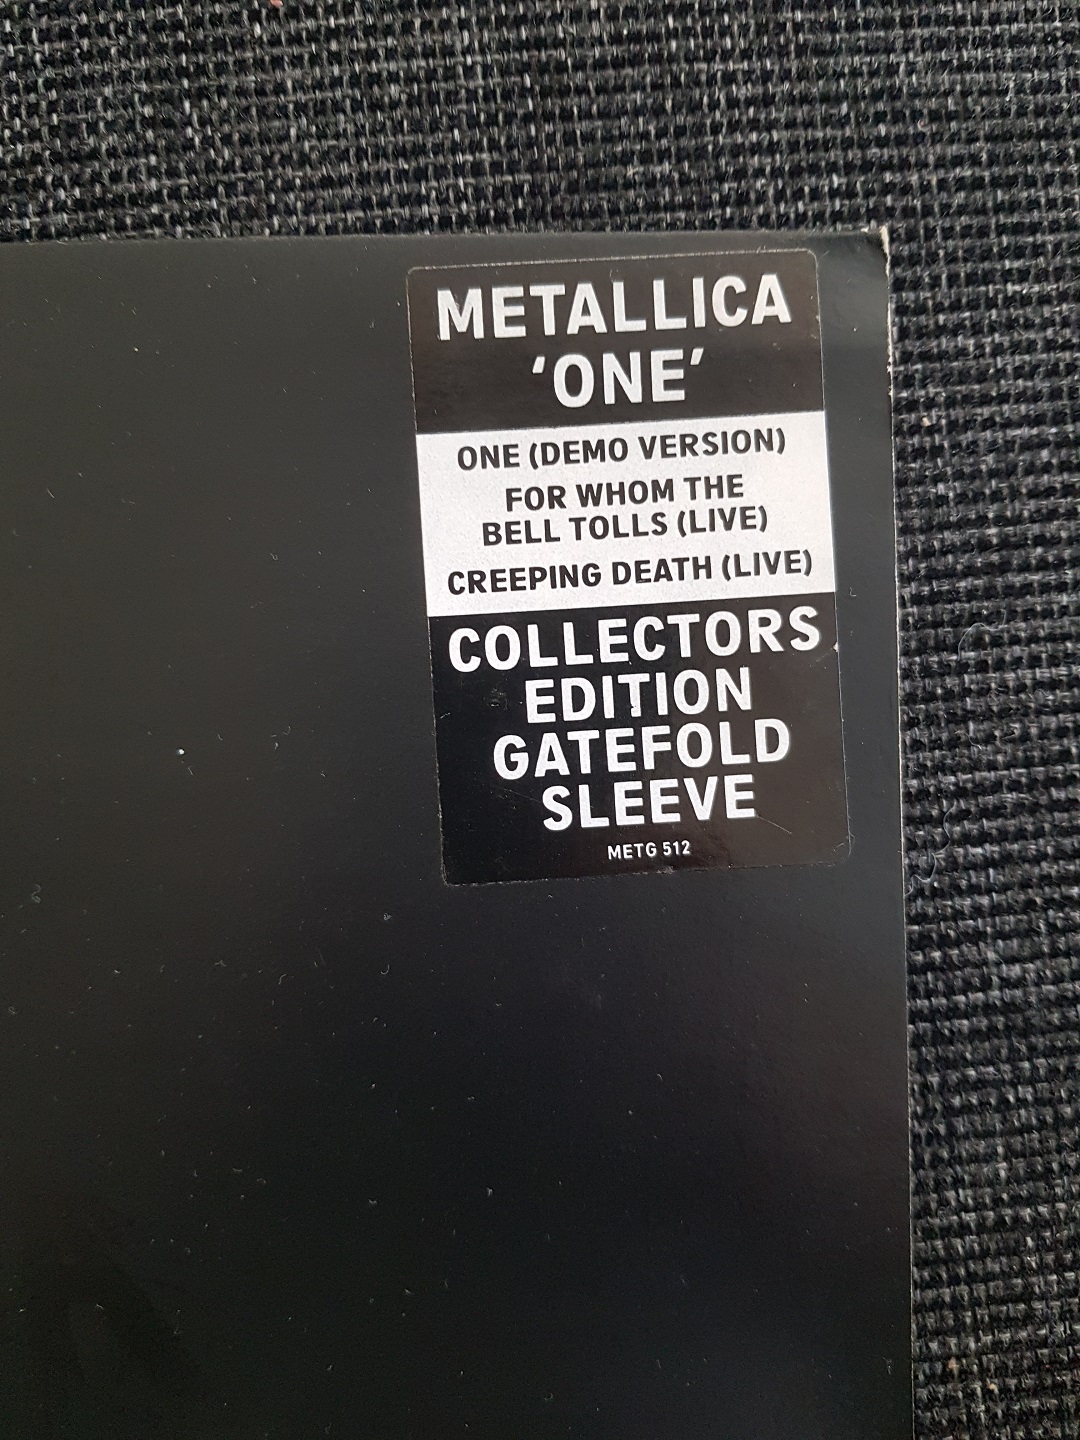 METALLICA
‘ONE’
ONE (DEMO VERSION)
FOR WHOM THE
BELL TOLLS (LIVE)
CREEPING DEATH (LIVE)
COLLECTORS
EDITION
GATEFOLD
SLEEVE
METG 512